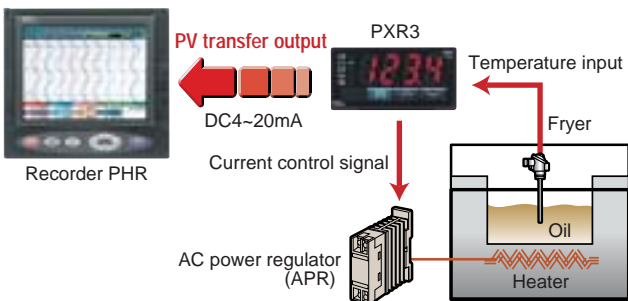 PV transfer output
PXR3
1234
Temperature input
DC4~20mA
Fryer
Recorder PHR
Current control signal
Oil
AC power regulator
(APR)
Heater